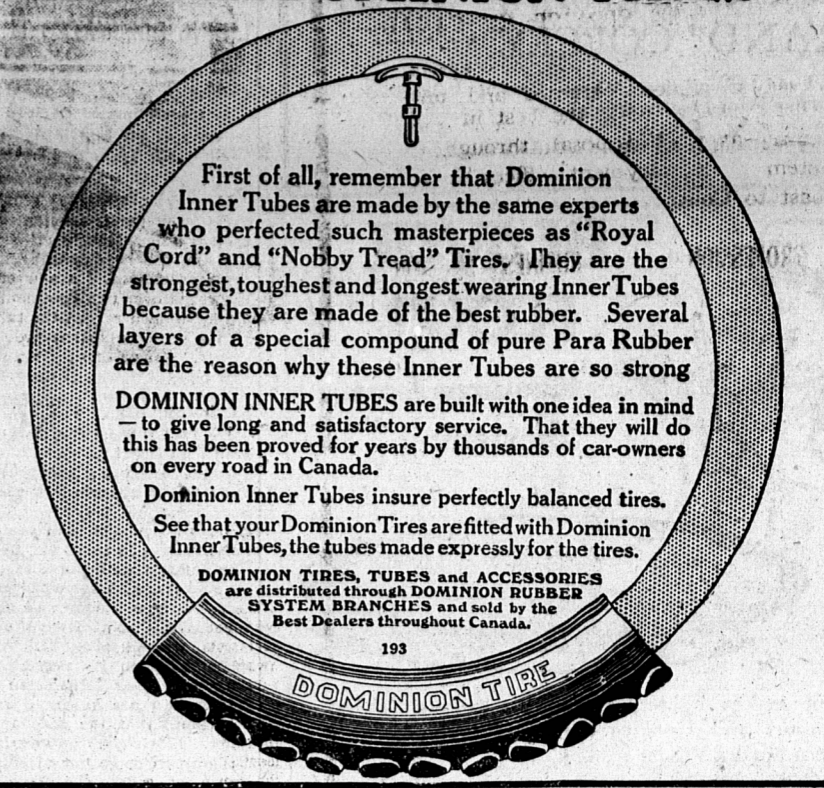 First of all, remember that Dominion
Inner Tubes are made by the same experts
who perfected such masterpieces as “Royal
Cord” and “Nobby Tread” Tires. They are the
strongest, toughest and longest wearing Inner Tubes
because they are made of the best rubber. Several
layers of a special compound of pure Para Rubber
are the reason why these Inner Tubes are so strong
DOMINION INNER TUBES are built with one idea in mind
— to give long and satisfactory service. That they will do
this has been proved for years by thousands of car-owners
on every road in Canada.
Dominion Inner Tubes insure perfectly balanced tires.
See that your Dominion Tires are fitted with Dominion
Inner Tubes, the tubes made expressly for the tires.
DOMINION TIRES, TUBES and ACCESSORIES
are distributed through DOMINION RUBBER
SYSTEM BRANCHES and sold by the
Best Dealers throughout Canada.
193
DOMINION TIRE